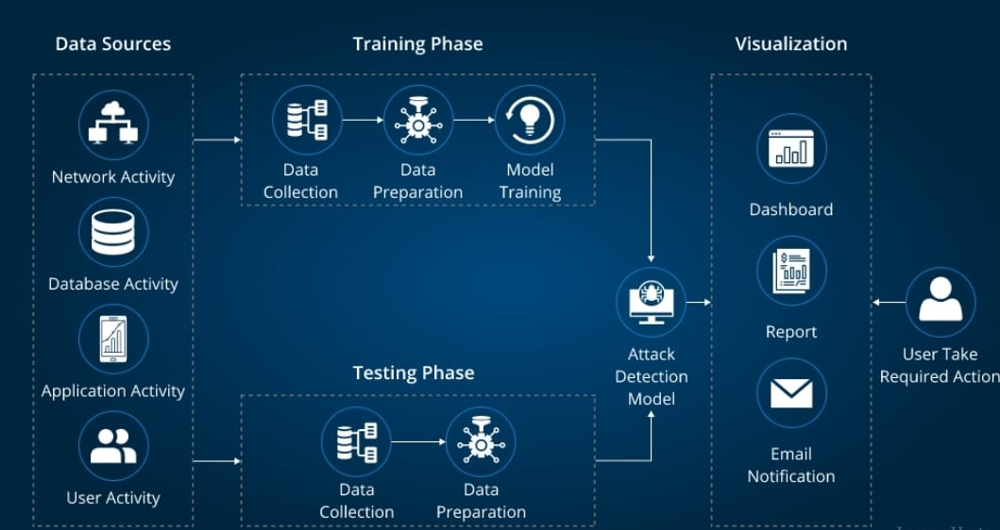 Data Sources
Training Phase
Visualization
Network Activity
Database Activity
Application Activity
User Activity
Data
Collection
Data
Preparation
Model
Training
Testing Phase
Data
Collection
Data
Preparation
Attack
Detection
Model
Dashboard
Report
Email
Notification
User Take
Required Action